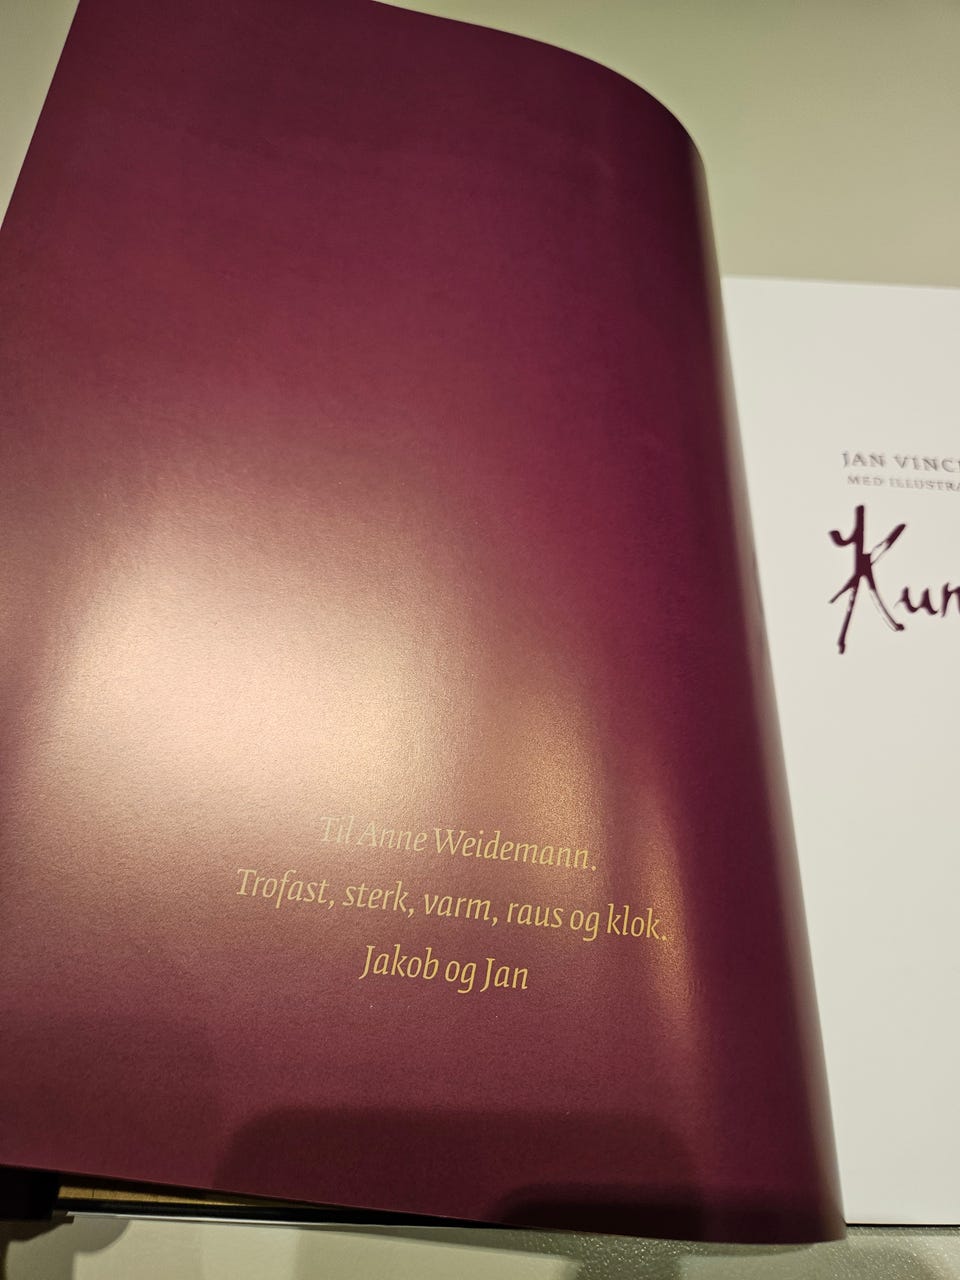 Til Anne Weidemann.
Trofast, sterk, varm, raus og klok.
Jakob og Jan
JAN VINC
MED ILLUSTRA
Kun